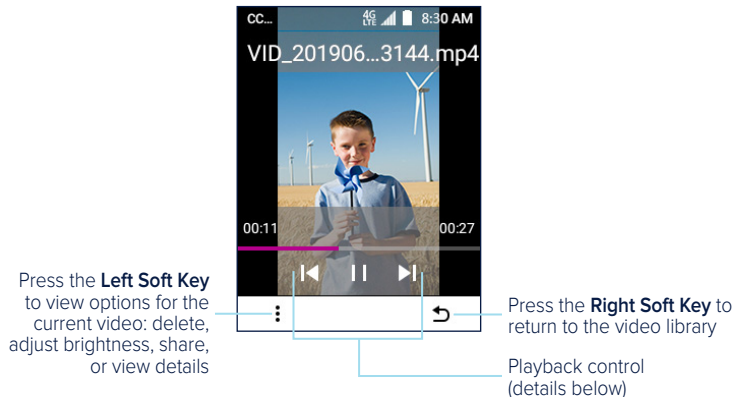 CC... 4G LTE 8:30 AM
VID_201906...3144.mp4
00:11 00:27
Press the Left Soft Key
to view options for the
current video: delete,
adjust brightness, share,
or view details
Press the Right Soft Key to
return to the video library
Playback control
(details below)